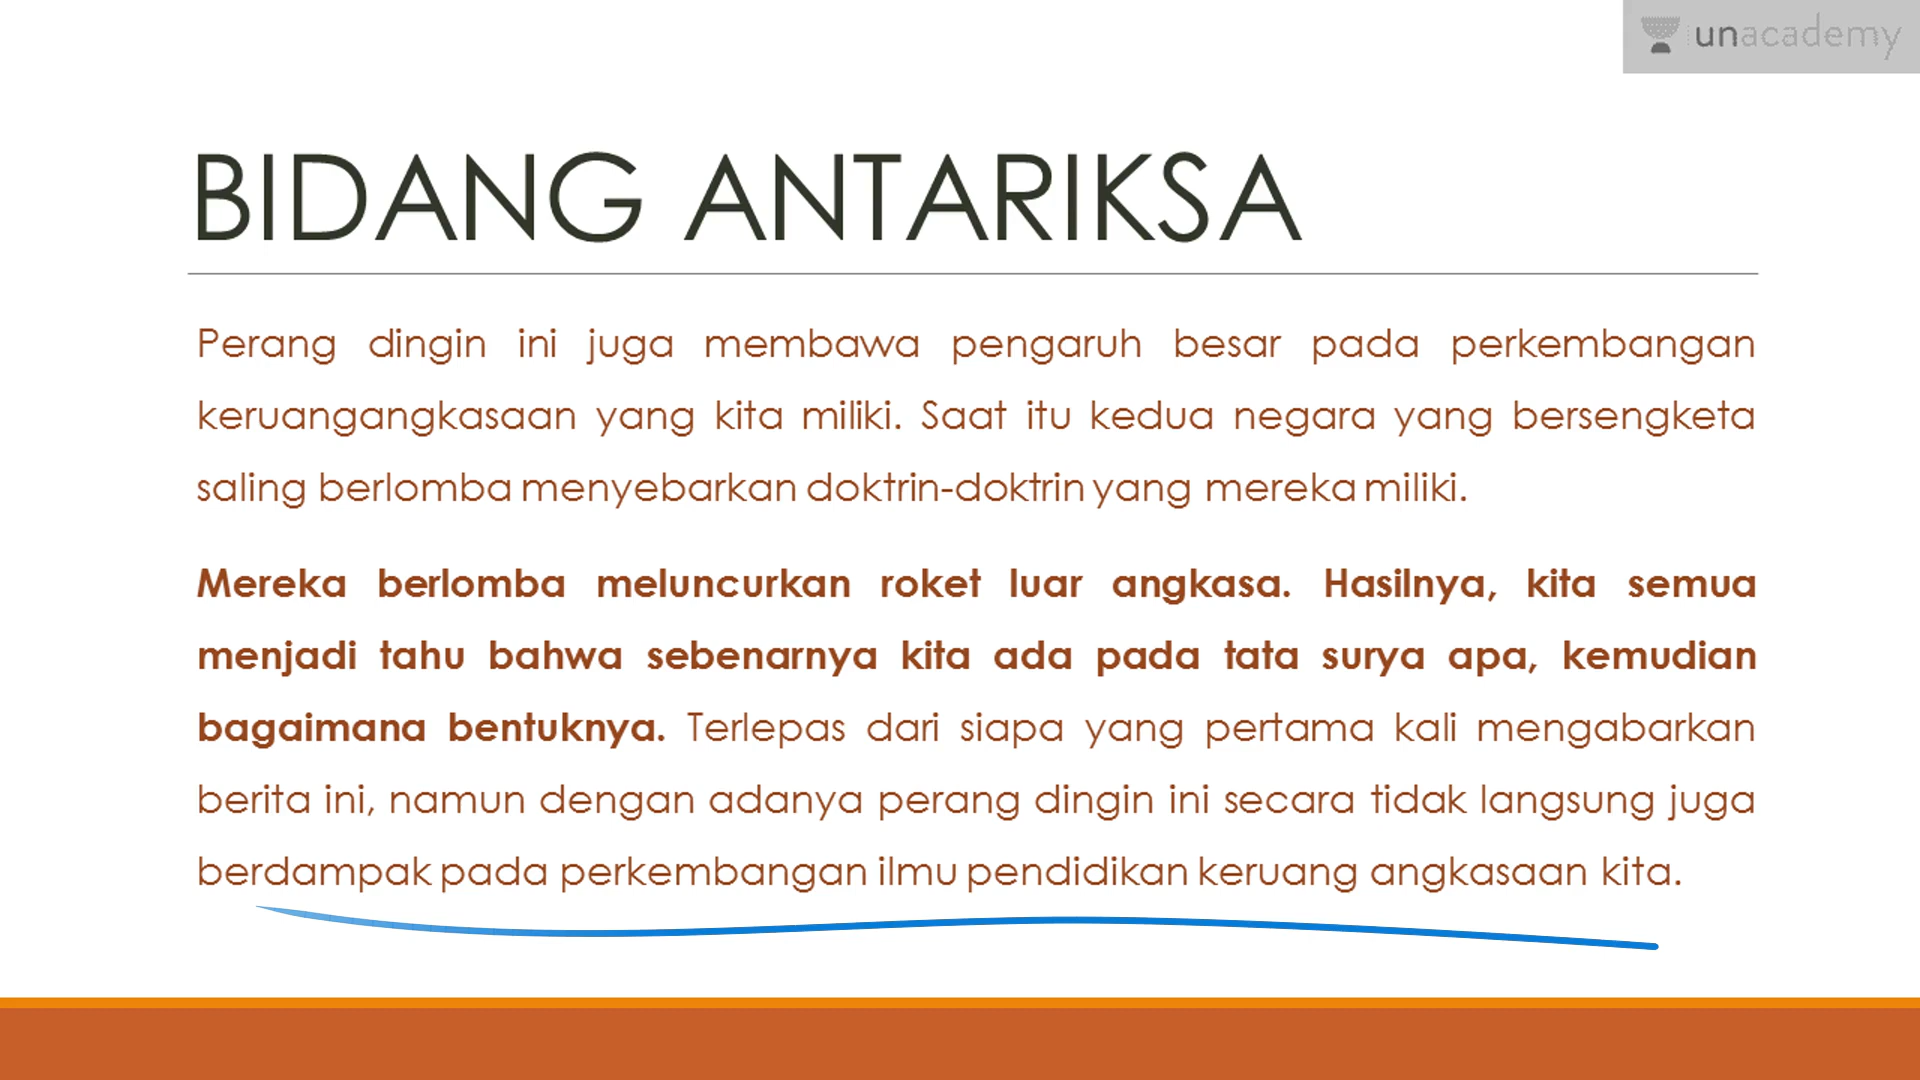 unacademy
BIDANG ANTARIKSA
Perang dingin ini juga membawa pengaruh besar pada perkembangan
keruangangkasaan yang kita miliki. Saat itu kedua negara yang bersengketa
saling berlomba menyebarkan doktrin-doktrin yang mereka miliki.
Mereka berlomba meluncurkan roket luar angkasa. Hasilnya, kita semua
menjadi tahu bahwa sebenarnya kita ada pada tata surya apa, kemudian
bagaimana bentuknya. Terlepas dari siapa yang pertama kali mengabarkan
berita ini, namun dengan adanya perang dingin ini secara tidak langsung juga
berdampak pada perkembangan ilmu pendidikan keruang angkasaan kita.